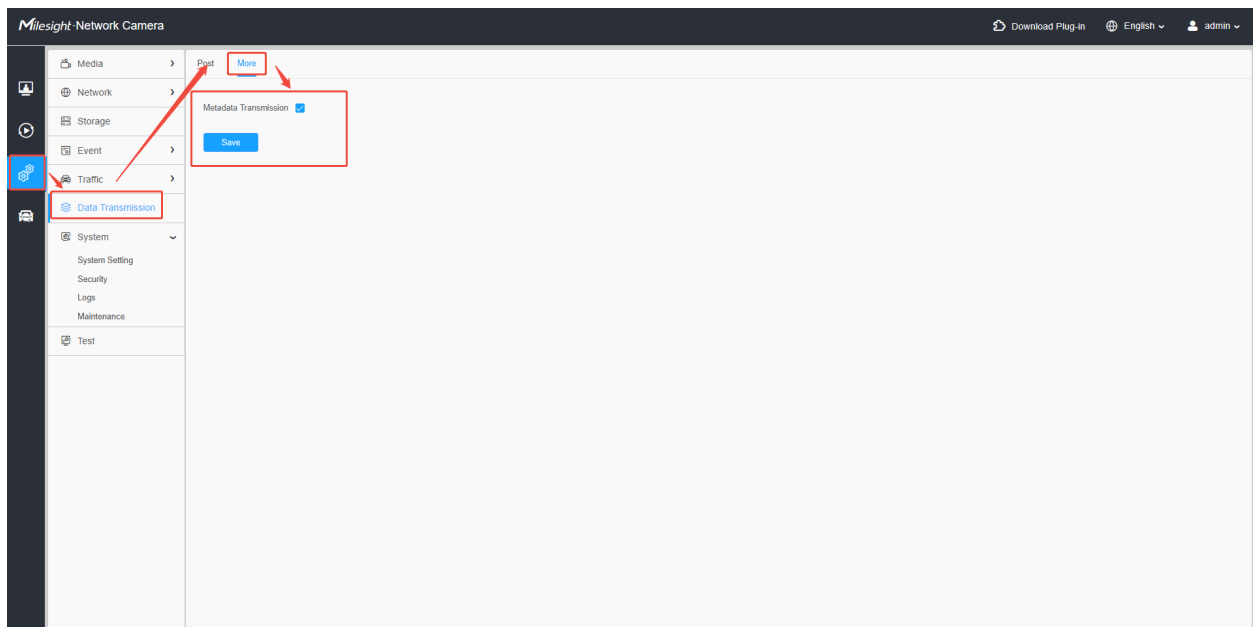 Milesight·Network Camera
Download Plug-in
English
admin
Media
Network
Storage
Event
Traffic
Data Transmission
System
System Setting
Security
Logs
Maintenance
Test
Post More
Metadata Transmission
Save